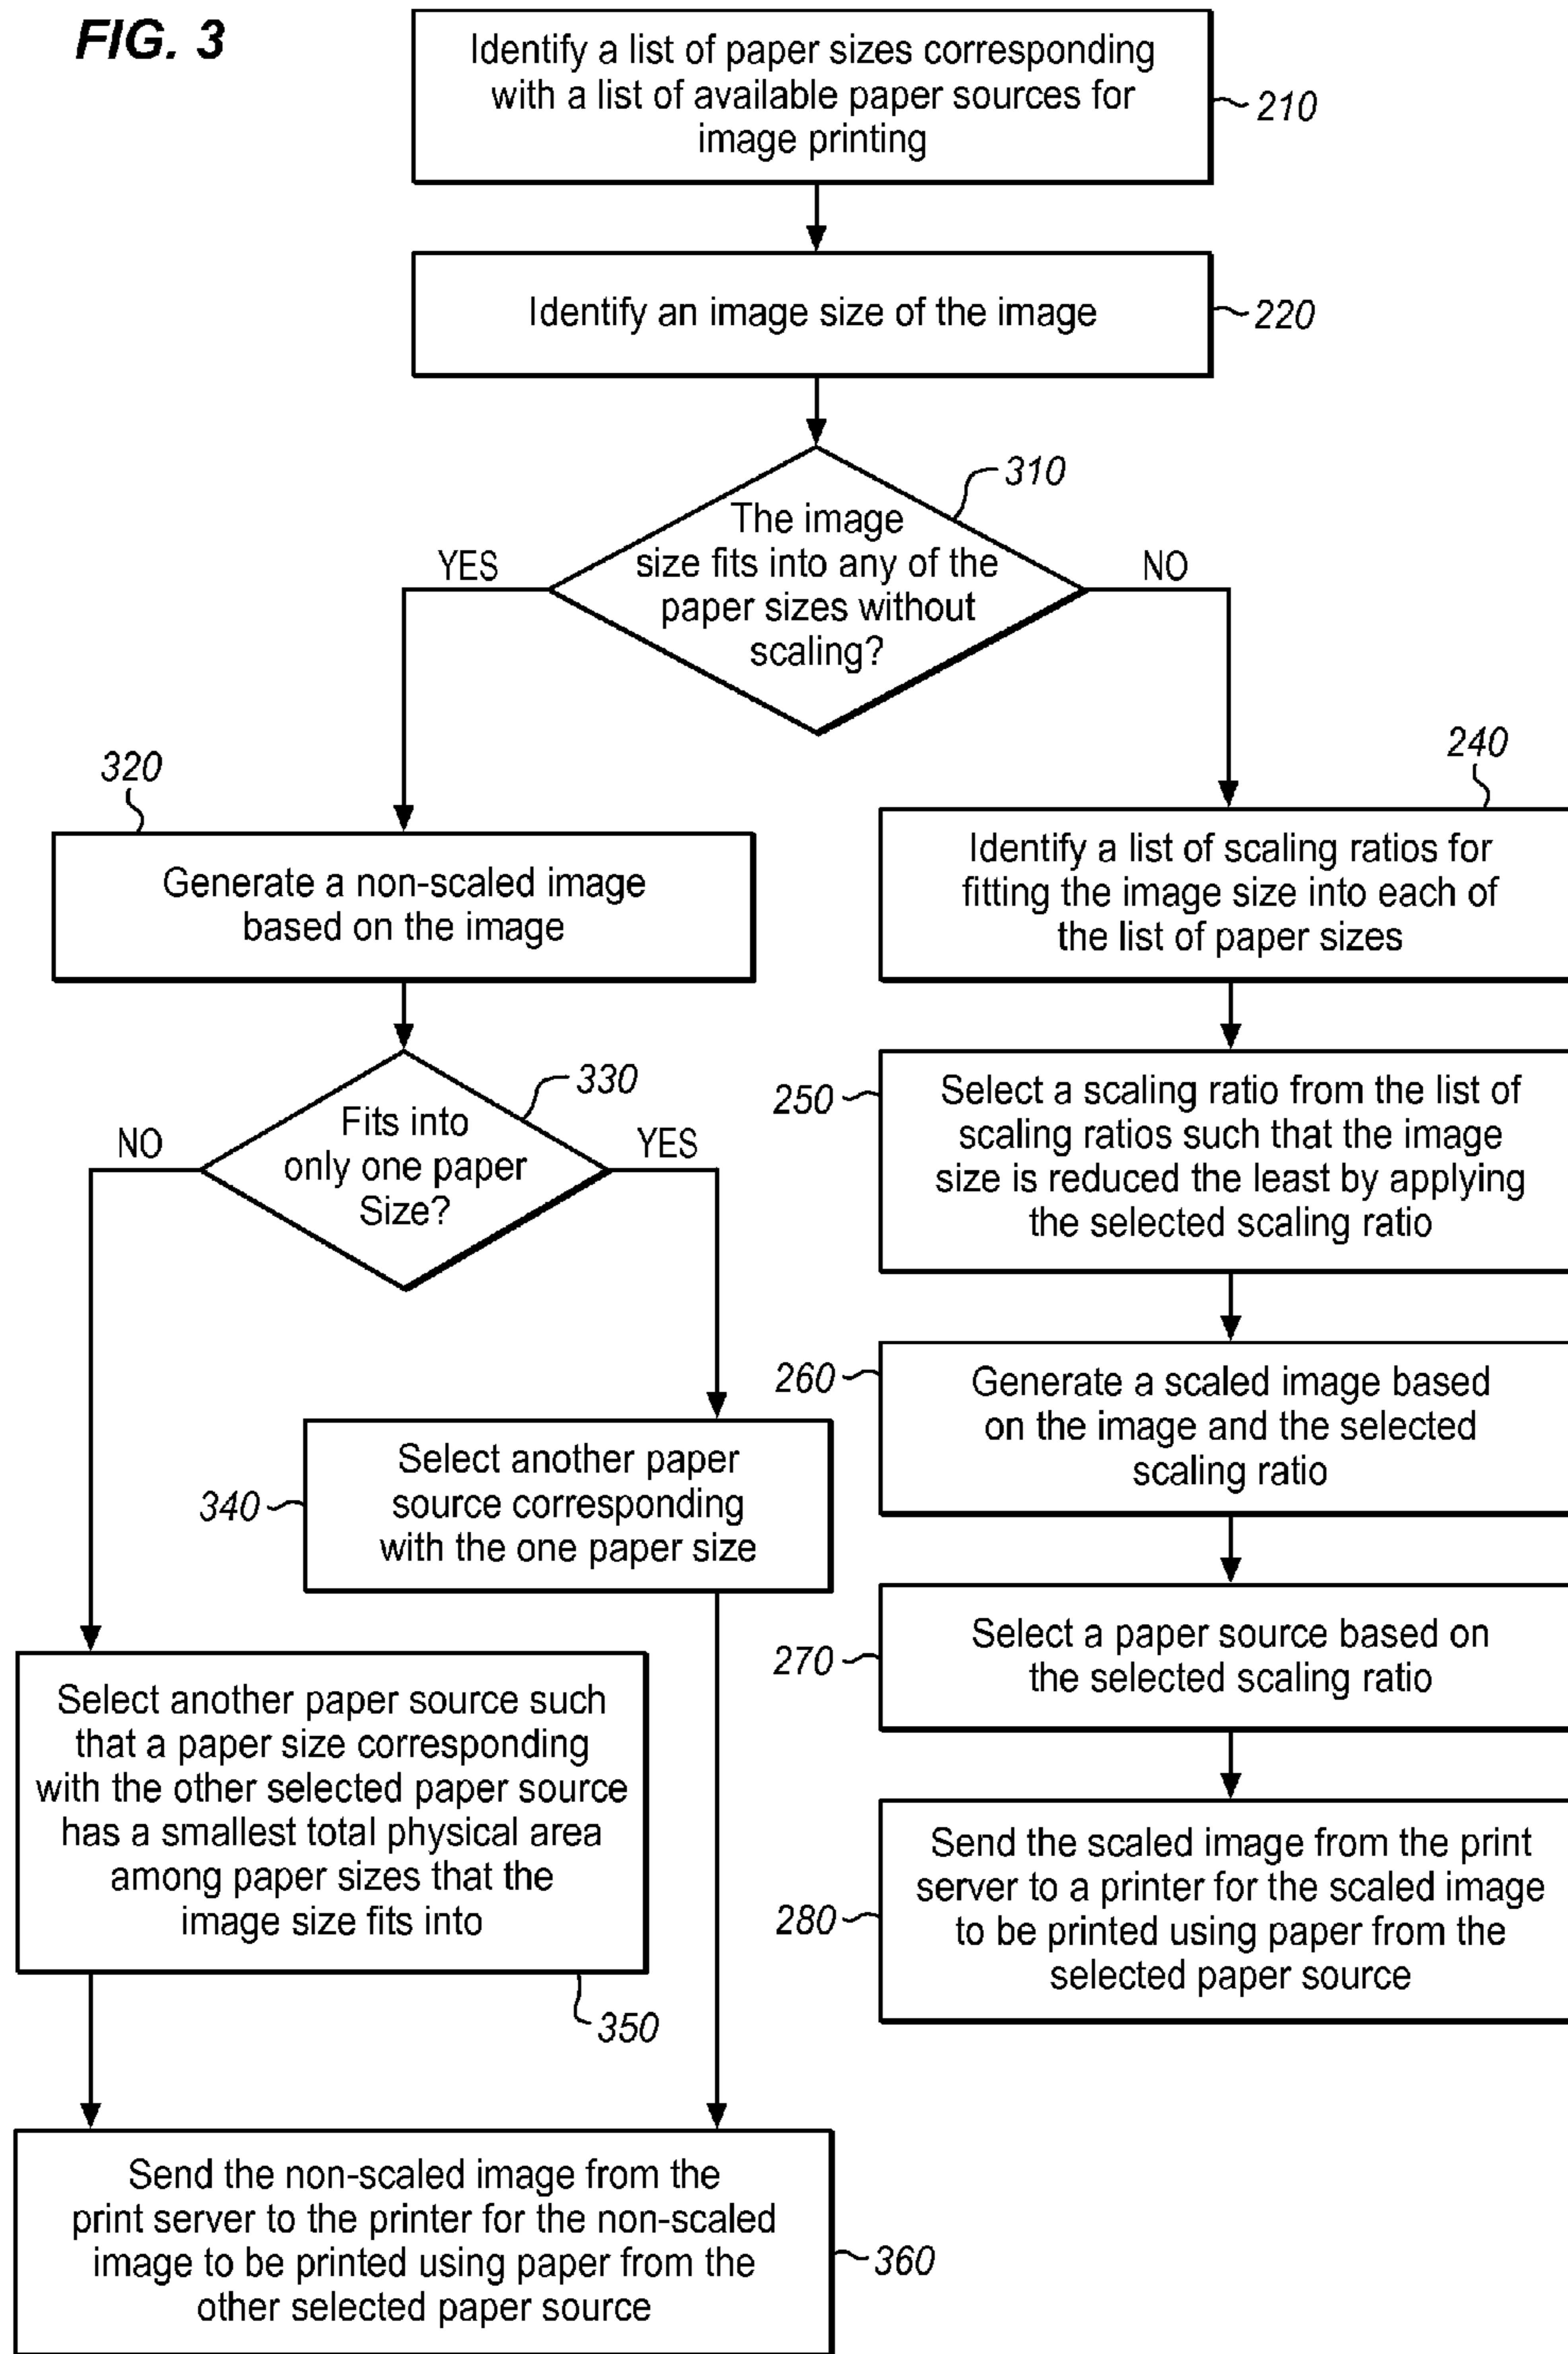 FIG. 3
Identify a list of paper sizes corresponding
with a list of available paper sources for
image printing
210
Identify an image size of the image
220
310
The image
size fits into any of the
paper sizes without
scaling?
YES
NO
320
Generate a non-scaled image
based on the image
240
Identify a list of scaling ratios for
fitting the image size into each of
the list of paper sizes
330
Fits into
only one paper
Size?
NO
YES
250
Select a scaling ratio from the list of
scaling ratios such that the image
size is reduced the least by applying
the selected scaling ratio
260
Generate a scaled image based
on the image and the selected
scaling ratio
340
Select another paper
source corresponding
with the one paper size
270
Select a paper source based on
the selected scaling ratio
Select another paper source such
that a paper size corresponding
with the other selected paper source
has a smallest total physical area
among paper sizes that the
image size fits into
350
280
Send the scaled image from the print
server to a printer for the scaled image
to be printed using paper from the
selected paper source
Send the non-scaled image from the
print server to the printer for the non-scaled
image to be printed using paper from the
other selected paper source
360